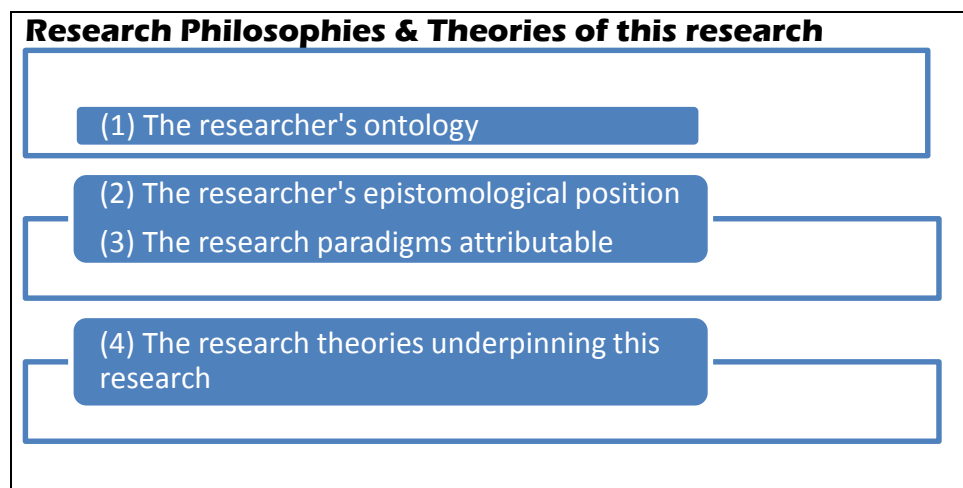 Research Philosophies & Theories of this research
(1) The researcher's ontology
(2) The researcher's epistomological position
(3) The research paradigms attributable
(4) The research theories underpinning this
research